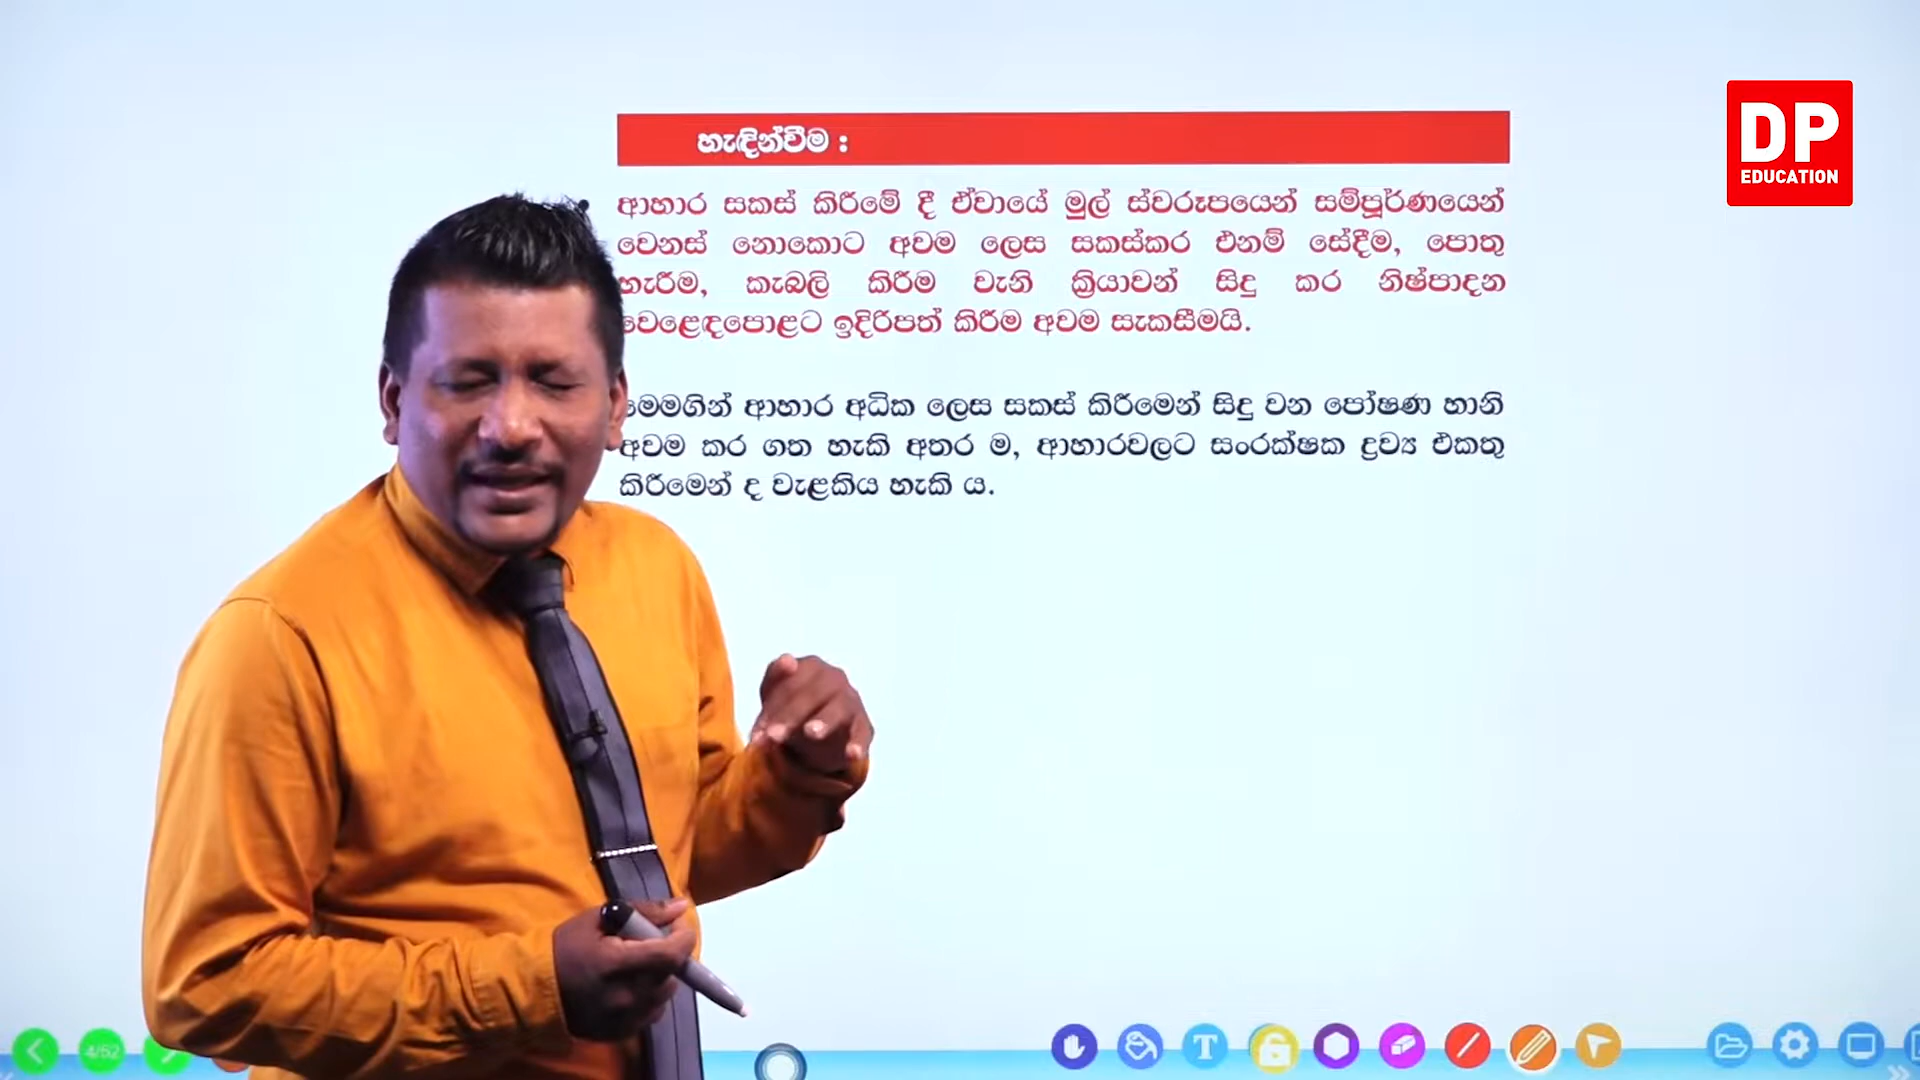 DP
EDUCATION
හැඳින්වීම :
ආහාර සකස් කිරීමේ දී ඒවායේ මුල් ස්වරූපයෙන් සම්පූර්ණයෙන්
වෙනස් නොකොට අවම ලෙස සකස්කර එනම් සේදීම, පොතු
හැරීම, කැබලි කිරීම වැනි ක්‍රියාවන් සිදු කර නිෂ්පාදන
වෙළෙඳපොළට ඉදිරිපත් කිරීම අවම සැකසීමයි.
මෙමගින් ආහාර අධික ලෙස සකස් කිරීමෙන් සිදු වන පෝෂණ හානි
අවම කර ගත හැකි අතර ම, ආහාරවලට සංරක්ෂක ද්‍රව්‍ය එකතු
කිරීමෙන් ද වැළකිය හැකි ය.
4/52
T